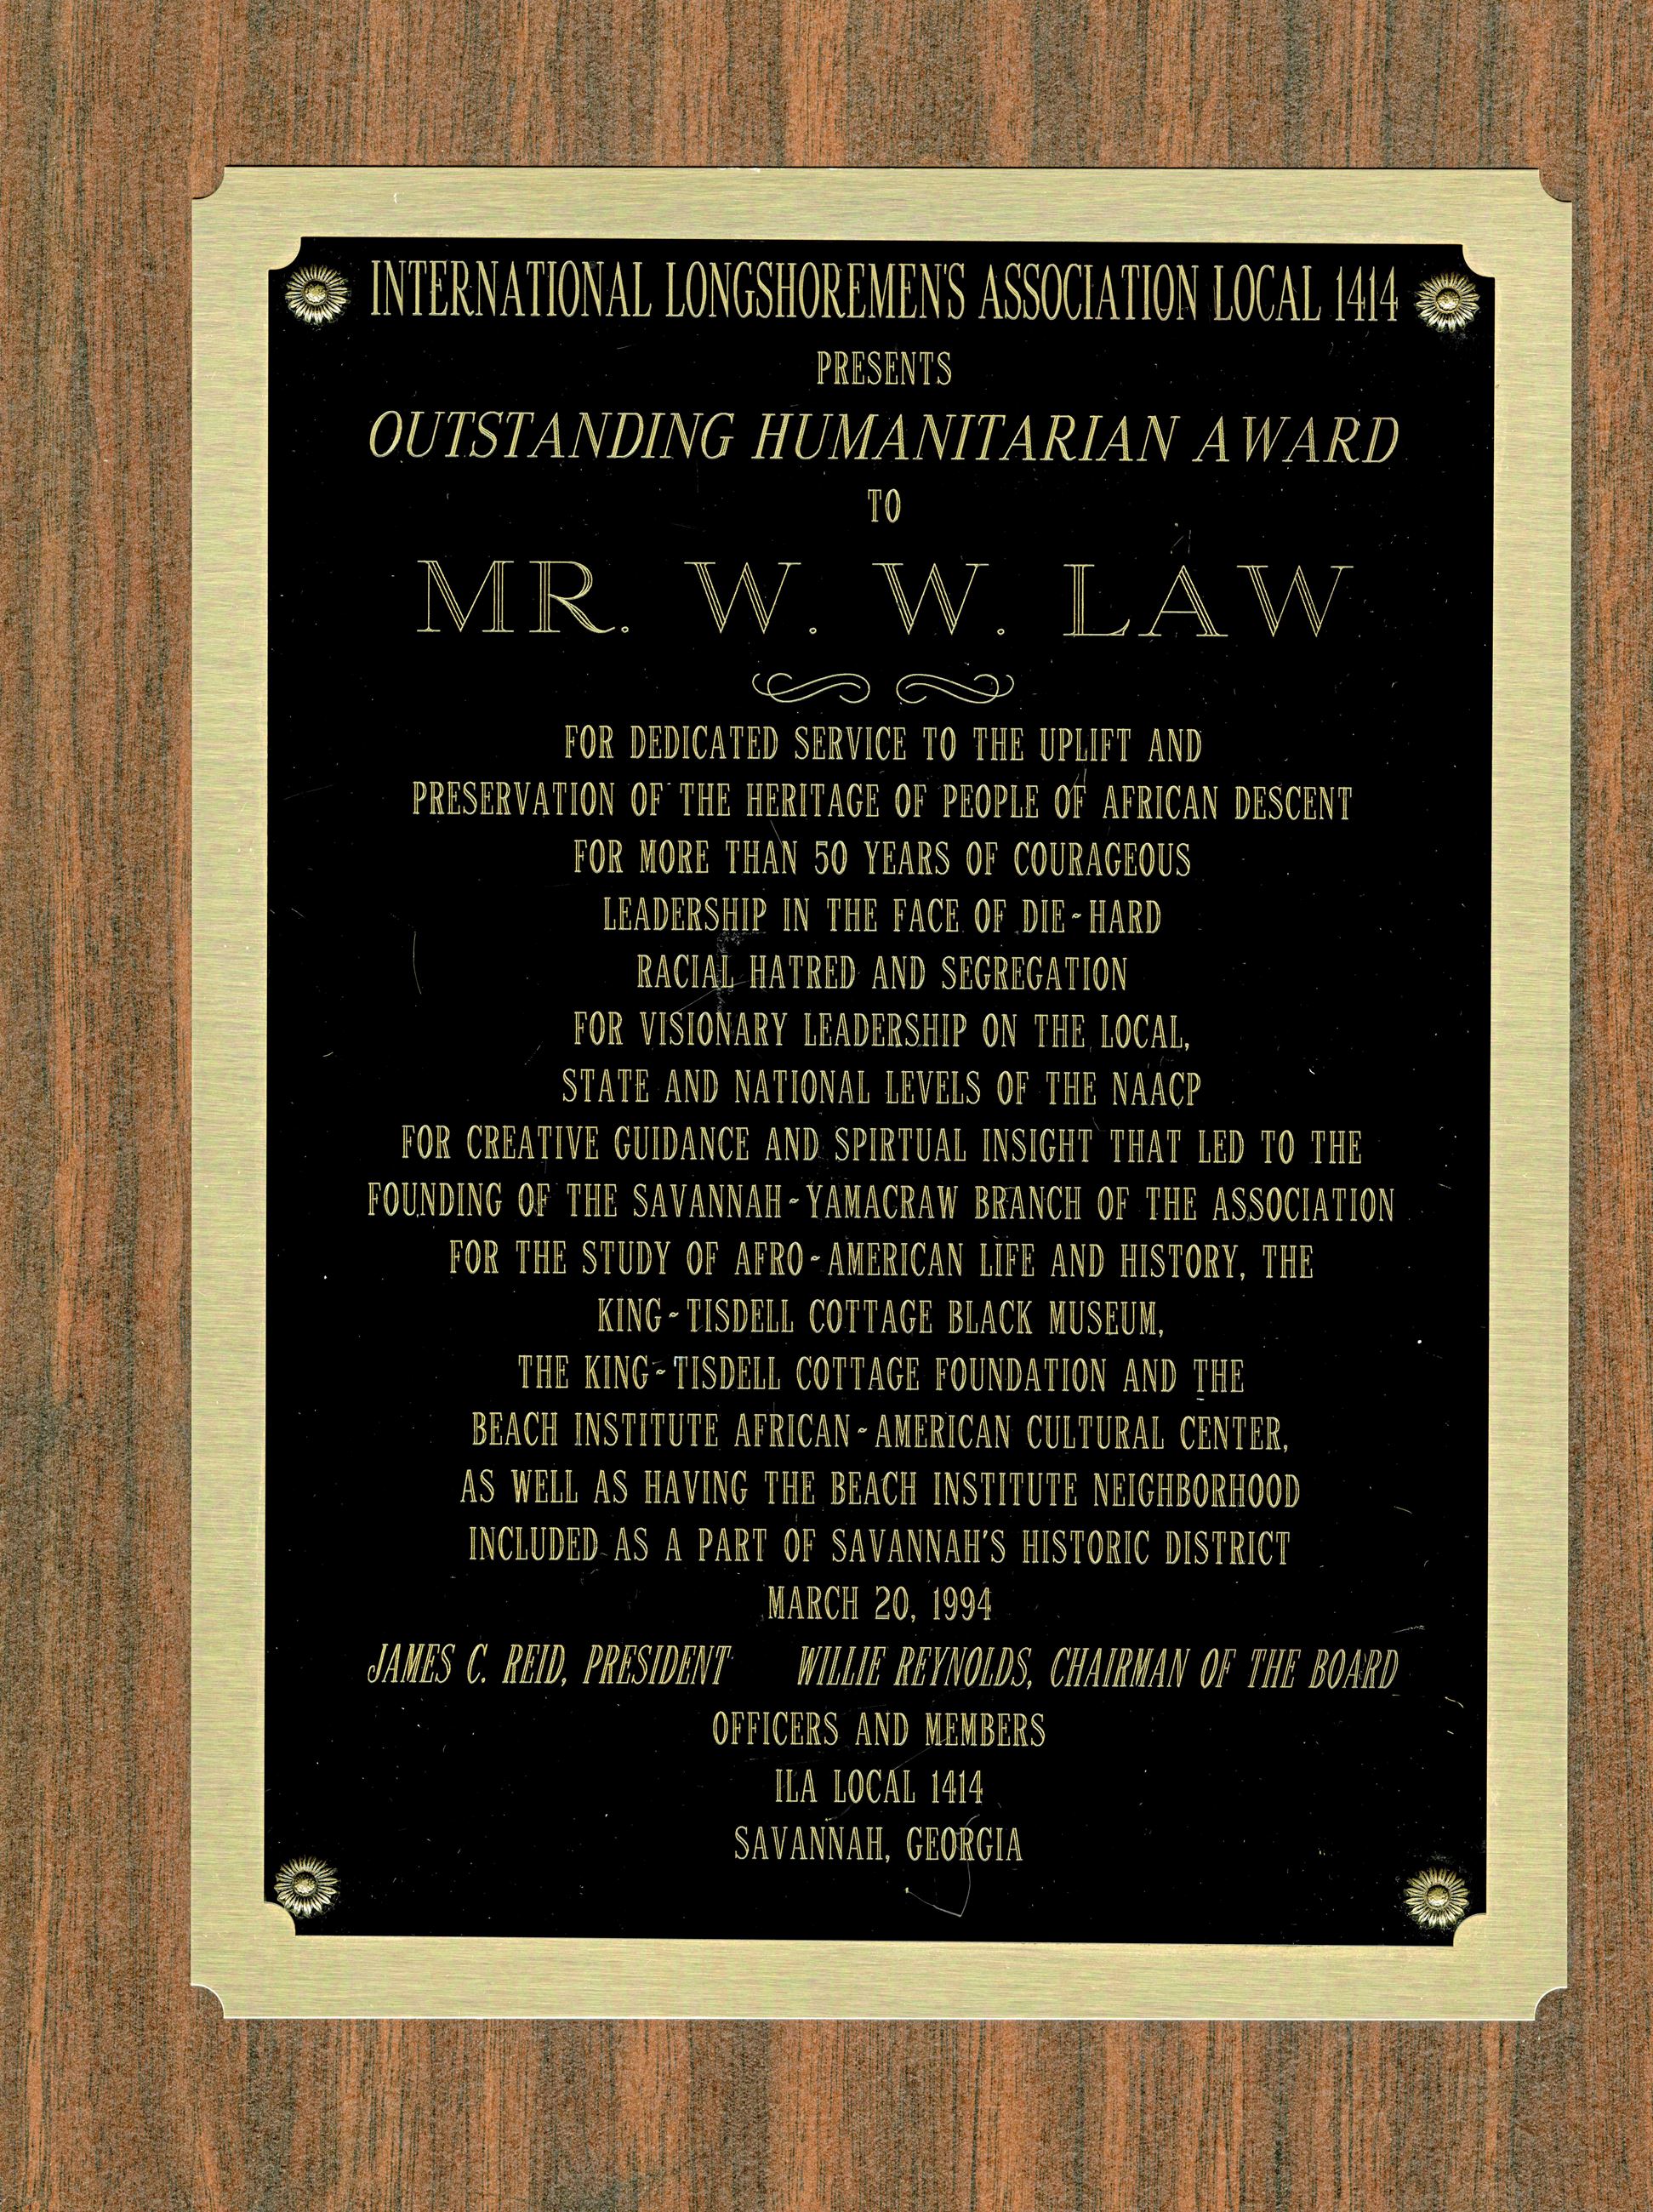 INTERNATIONAL LONGSHOREMEN'S ASSOCIATION LOCAL 1414
PRESENTS
OUTSTANDING HUMANITARIAN AWARD
TO
MR. W. W. LAW
FOR DEDICATED SERVICE TO THE UPLIFT AND
PRESERVATION OF THE HERITAGE OF PEOPLE OF AFRICAN DESCENT
FOR MORE THAN 50 YEARS OF COURAGEOUS
LEADERSHIP IN THE FACE OF DIE-HARD
RACIAL HATRED AND SEGREGATION
FOR VISIONARY LEADERSHIP ON THE LOCAL,
STATE AND NATIONAL LEVELS OF THE NAACP
FOR CREATIVE GUIDANCE AND SPIRTUAL INSIGHT THAT LED TO THE
FOUNDING OF THE SAVANNAH-YAMACRAW BRANCH OF THE ASSOCIATION
FOR THE STUDY OF AFRO-AMERICAN LIFE AND HISTORY, THE
KING-TISDELL COTTAGE BLACK MUSEUM,
THE KING-TISDELL COTTAGE FOUNDATION AND THE
BEACH INSTITUTE AFRICAN-AMERICAN CULTURAL CENTER,
AS WELL AS HAVING THE BEACH INSTITUTE NEIGHBORHOOD
INCLUDED AS A PART OF SAVANNAH'S HISTORIC DISTRICT
MARCH 20, 1994
JAMES C. REID, PRESIDENT WILLIE REYNOLDS, CHAIRMAN OF THE BOARD
OFFICERS AND MEMBERS
ILA LOCAL 1414
SAVANNAH, GEORGIA